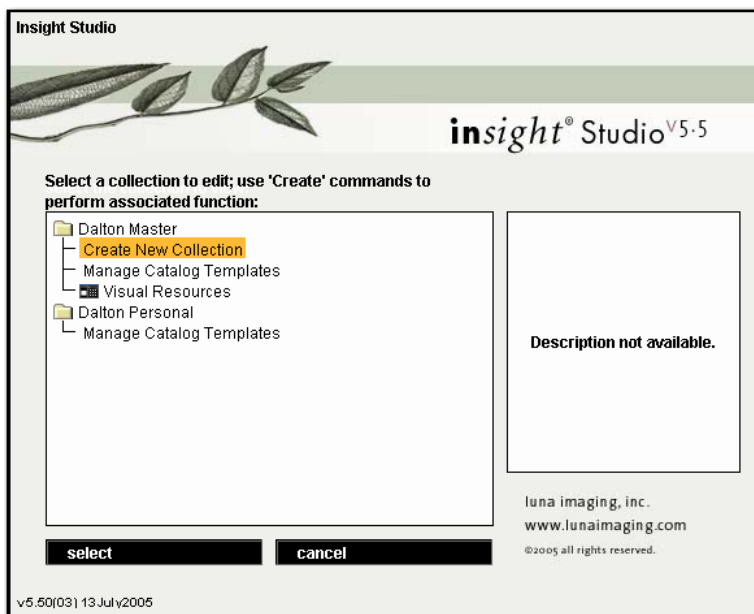 Insight Studio
insight® Studio V5.5
Select a collection to edit; use 'Create' commands to
perform associated function:
Dalton Master
Create New Collection
Manage Catalog Templates
Visual Resources
Dalton Personal
Manage Catalog Templates
Description not available.
luna imaging, inc.
www.lunaimaging.com
©2005 all rights reserved.
select
cancel
v5.50(03) 13July2005